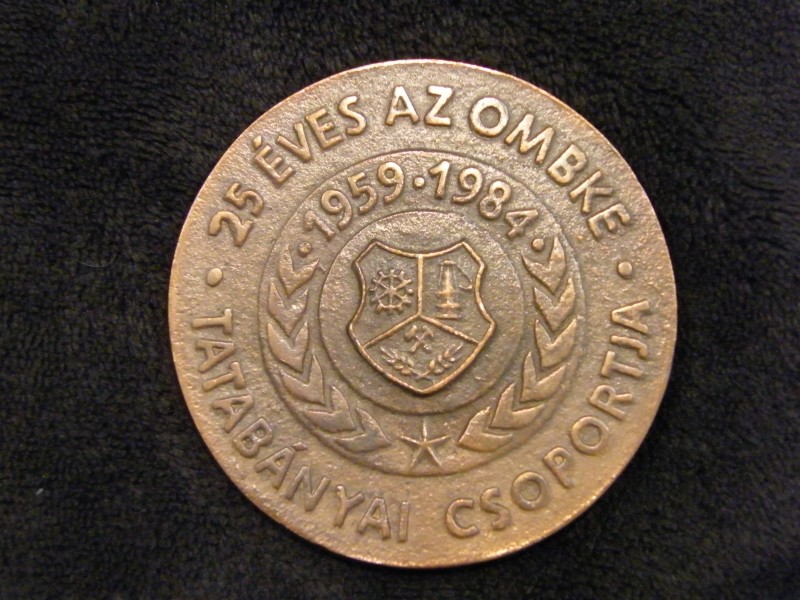 25 ÉVES AZ OMBKE
TATABÁNYAI CSOPORTJA
1959 · 1984